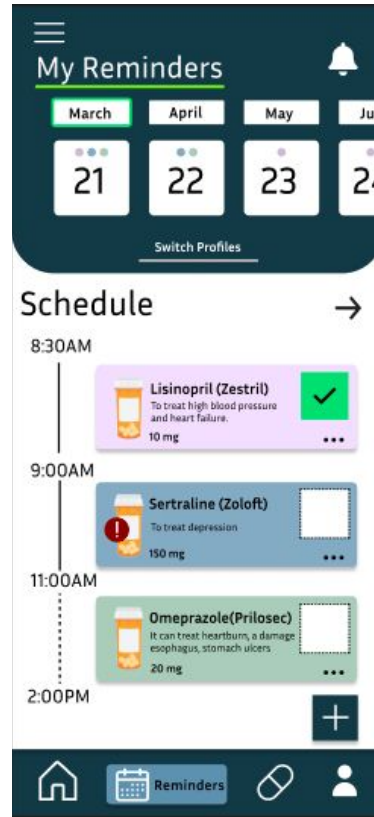 My Reminders
March April May Ju
21 22 23 24
Switch Profiles
Schedule
8:30AM
Lisinopril (Zestril)
To treat high blood pressure
and heart failure.
10 mg
9:00AM
Sertraline (Zoloft)
To treat depression
150 mg
11:00AM
Omeprazole(Prilosec)
It can treat heartburn, a damage
esophagus, stomach ulcers
20 mg
2:00PM
Reminders